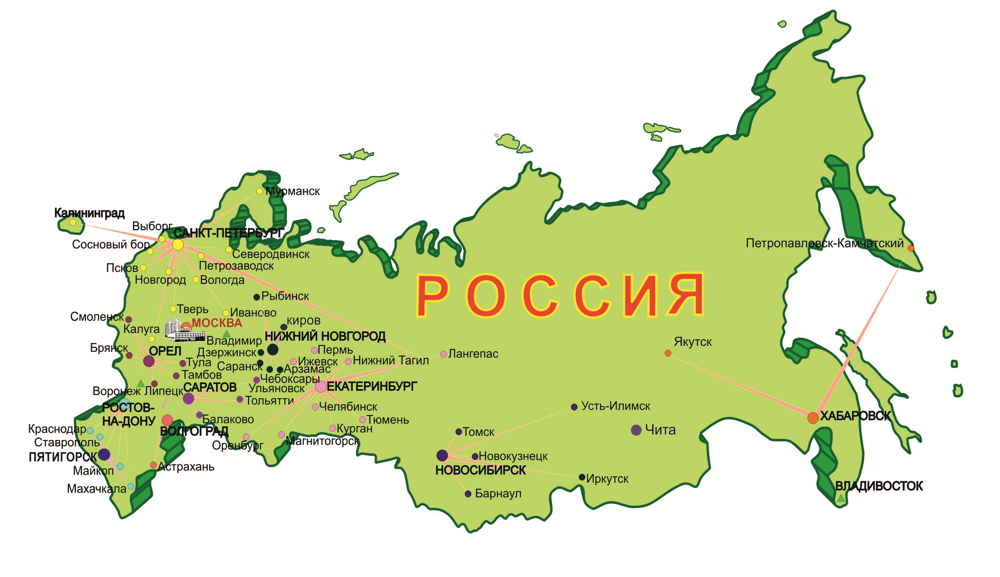 Мурманск
Калининград
Выборг
САНКТ-ПЕТЕРБУРГ
Сосновый бор
Северодвинск
Петропавловск-Камчатский
Псков
Петрозаводск
Новгород
Вологда
РОССИЯ
Рыбинск
Тверь
Иваново
Смоленск
МОСКВА
киров
Калуга
НИЖНИЙ НОВГОРОД
Владимир
Якутск
Брянск
ОРЕЛ
Дзержинск
Пермь
Лангепас
Тула
Саранск
Ижевск
Нижний Тагил
Арзамас
Тамбов
Чебоксары
Воронеж
Липецк
САРАТОВ
Ульяновск
ЕКАТЕРИНБУРГ
Тольятти
РОСТОВ-
НА-ДОНУ
Челябинск
Усть-Илимск
ХАБАРОВСК
Балаково
Тюмень
Краснодар
ВОЛГОГРАД
Курган
Томск
Чита
Ставрополь
Оренбург
Магнитогорск
ПЯТИГОРСК
Новокузнецк
Майкоп
Астрахань
НОВОСИБИРСК
Иркутск
Махачкала
Барнаул
ВЛАДИВОСТОК